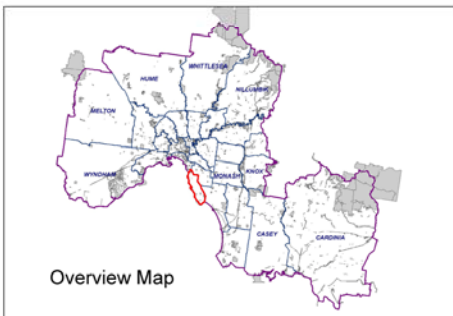 WHITTLESEA
HUME
NILLUMBIK
MELTON
WYNDHAM
MONASH
KNOX
CASEY
CARDINIA
Overview Map